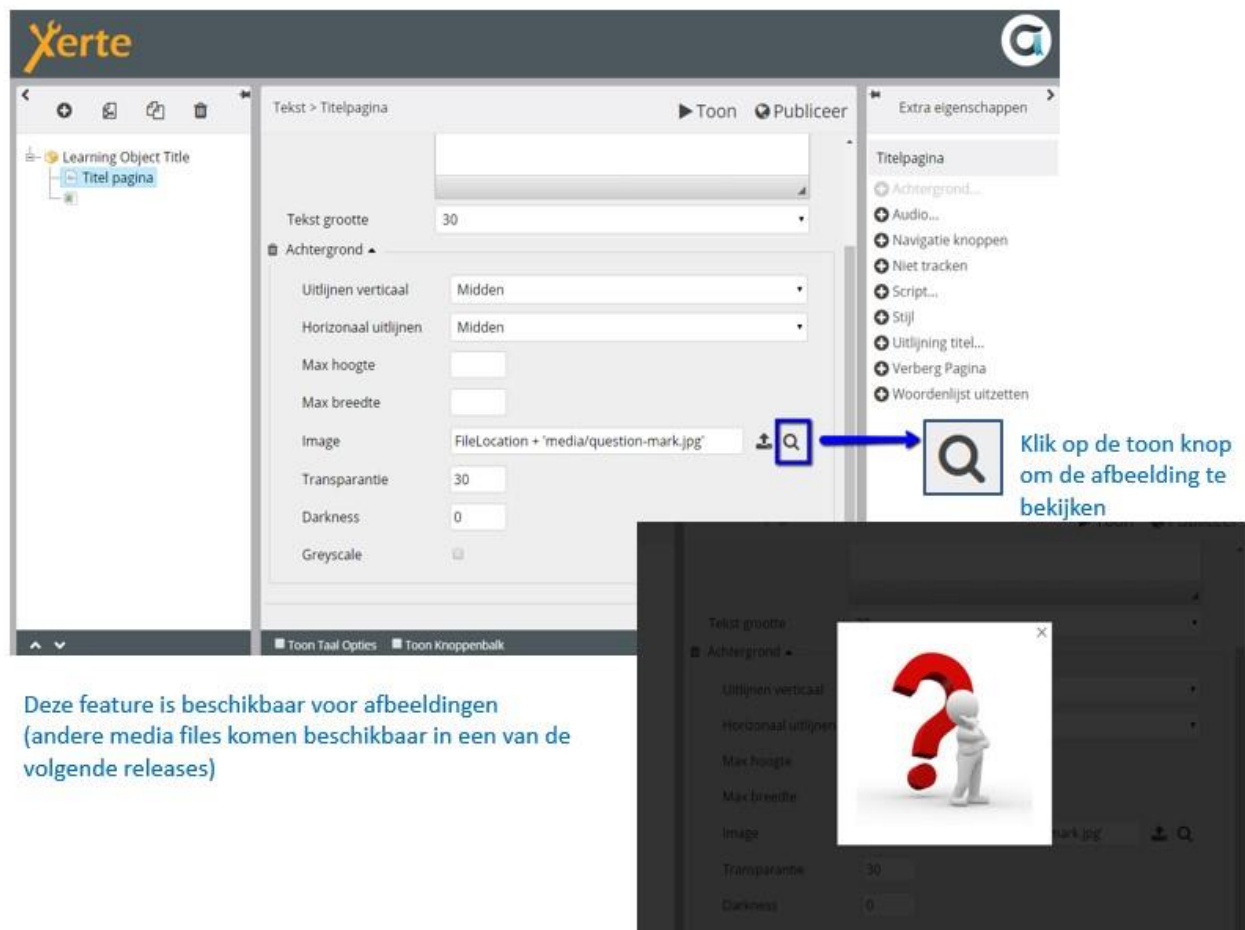 Xerte
Tekst > Titelpagina
Toon
Publiceer
Extra eigenschappen
Learning Object Title
Titel pagina
Titelpagina
Achtergrond...
Audio...
Navigatie knoppen
Niet tracken
Script...
Stijl
Uitlijning titel...
Verberg Pagina
Woordenlijst uitzetten
Tekst grootte 30
Achtergrond
Uitlijnen verticaal Midden
Horizonaal uitlijnen Midden
Max hoogte
Max breedte
Image FileLocation + 'media/question-mark.jpg'
Transparantie 30
Darkness 0
Greyscale
Toon Taal Opties Toon Knoppenbalk
Klik op de toon knop
om de afbeelding te
bekijken
Deze feature is beschikbaar voor afbeeldingen
(andere media files komen beschikbaar in een van de
volgende releases)
Toon Publiceer
Tekst grootte
Achtergrond
Uitlijnen verticaal
Horizonaal uitlijnen
Max hoogte
Max breedte
Image mark.jpg'
Transparantie 30
Darkness 0